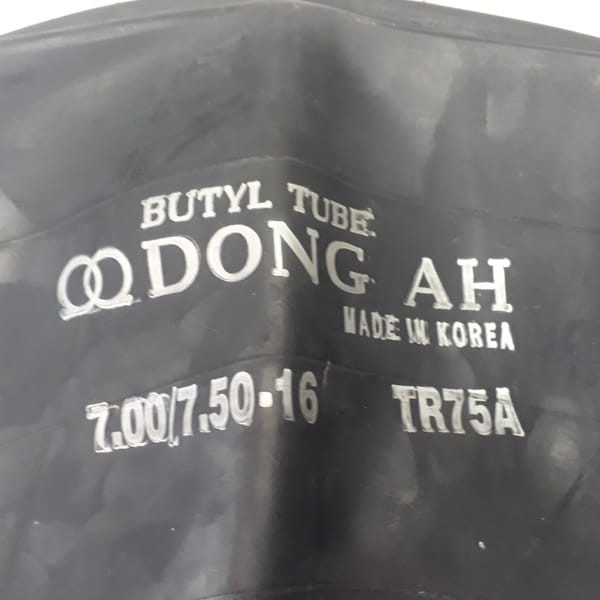 BUTYL TUBE
DONG AH
MADE IN KOREA
7.00/7.50-16 TR75A